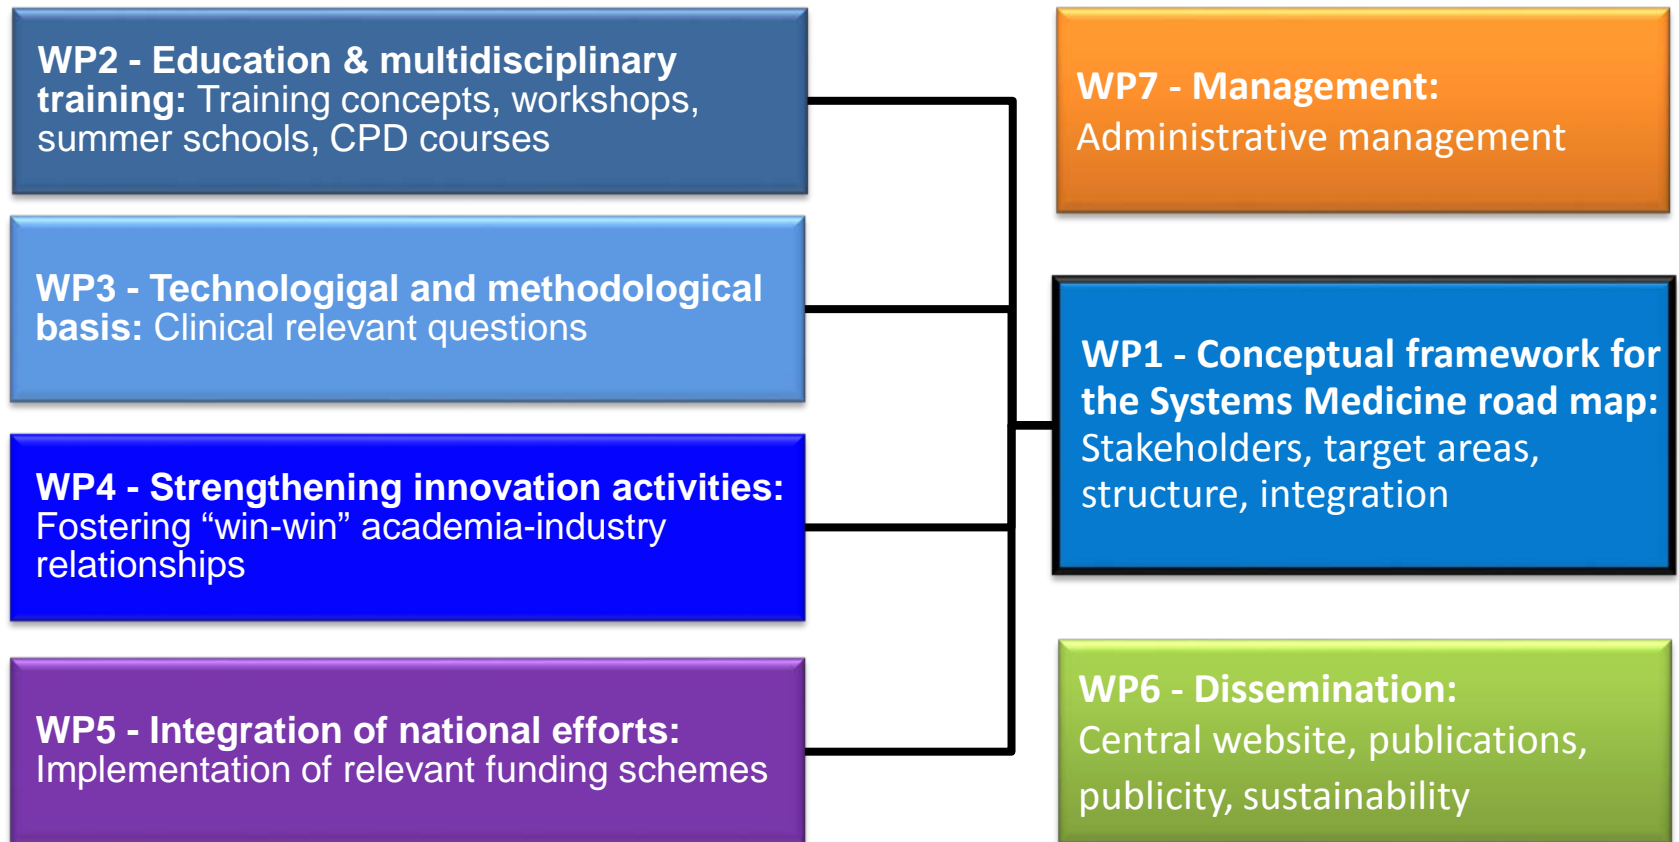 WP2 - Education & multidisciplinary
training: Training concepts, workshops,
summer schools, CPD courses
WP3 - Technologigal and methodological
basis: Clinical relevant questions
WP4 - Strengthening innovation activities:
Fostering “win-win” academia-industry
relationships
WP5 - Integration of national efforts:
Implementation of relevant funding schemes
WP7 - Management:
Administrative management
WP1 - Conceptual framework for
the Systems Medicine road map:
Stakeholders, target areas,
structure, integration
WP6 - Dissemination:
Central website, publications,
publicity, sustainability